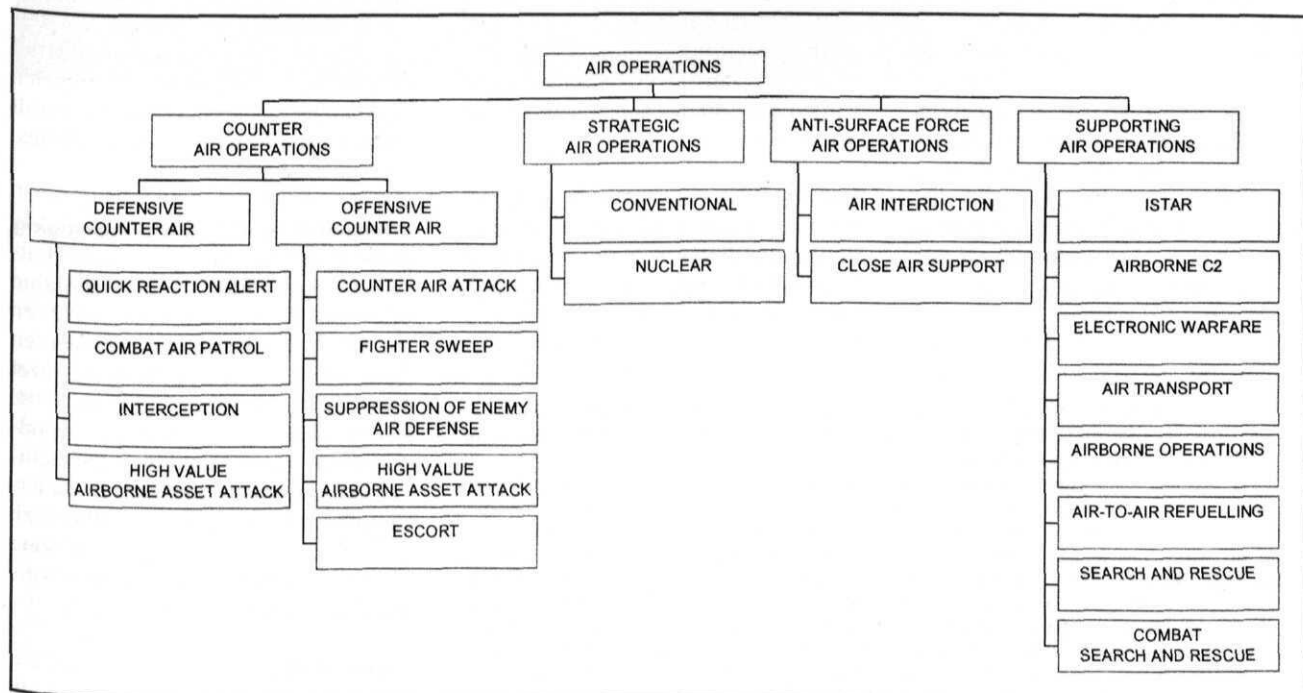 AIR OPERATIONS
COUNTER
AIR OPERATIONS
STRATEGIC
AIR OPERATIONS
ANTI-SURFACE FORCE
AIR OPERATIONS
SUPPORTING
AIR OPERATIONS
DEFENSIVE
COUNTER AIR
OFFENSIVE
COUNTER AIR
QUICK REACTION ALERT
COMBAT AIR PATROL
INTERCEPTION
HIGH VALUE
AIRBORNE ASSET ATTACK
COUNTER AIR ATTACK
FIGHTER SWEEP
SUPPRESSION OF ENEMY
AIR DEFENSE
HIGH VALUE
AIRBORNE ASSET ATTACK
ESCORT
CONVENTIONAL
NUCLEAR
AIR INTERDICTION
CLOSE AIR SUPPORT
ISTAR
AIRBORNE C2
ELECTRONIC WARFARE
AIR TRANSPORT
AIRBORNE OPERATIONS
AIR-TO-AIR REFUELLING
SEARCH AND RESCUE
COMBAT
SEARCH AND RESCUE